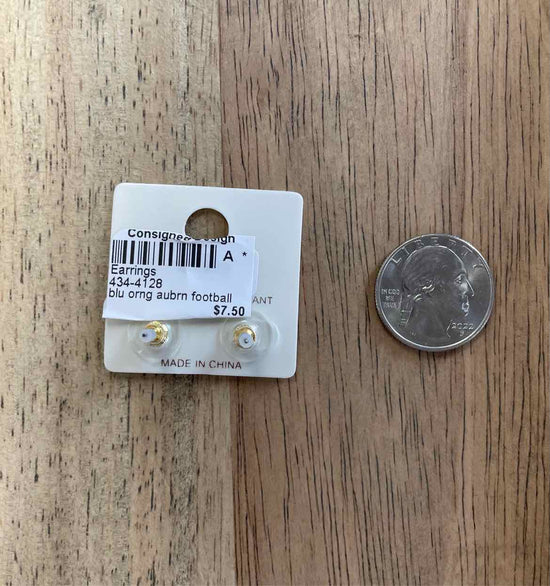 Consigned Design
A *
Earrings
434-4128
blu orng aubrn football
$7.50
ANT
MADE IN CHINA
LIBERTY
IN GOD
WE
TRUST
2022